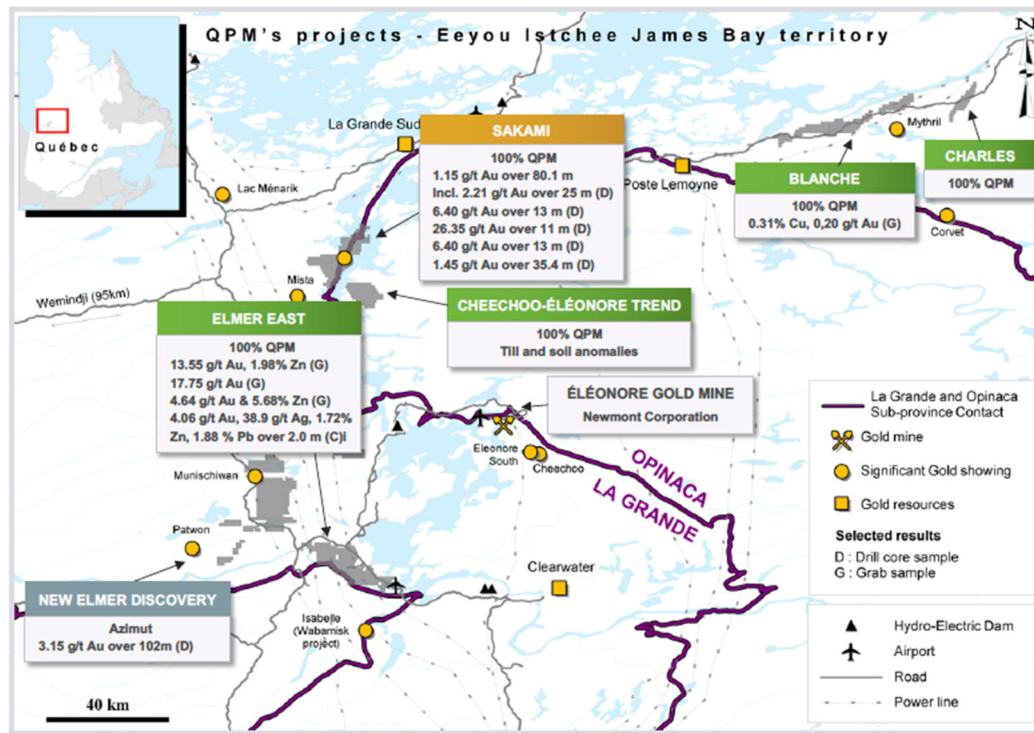 QPM's projects - Eeyou Istchee James Bay territory
Z
Québec
La Grande Sud
Lac Ménarik
Wemindji (95km)
Mista
SAKAMI
100% QPM
1.15 g/t Au over 80.1 m
Incl. 2.21 g/t Au over 25 m (D)
6.40 g/t Au over 13 m (D)
26.35 g/t Au over 11 m (D)
6.40 g/t Au over 13 m (D)
1.45 g/t Au over 35.4 m (D)
Poste Lemoyne
Mythril
BLANCHE
100% QPM
0.31% Cu, 0,20 g/t Au (G)
CHARLES
100% QPM
Corvet
CHEECHOO-ÉLÉONORE TREND
100% QPM
Till and soil anomalies
ELMER EAST
100% QPM
13.55 g/t Au, 1.98% Zn (G)
17.75 g/t Au (G)
4.64 g/t Au & 5.68% Zn (G)
4.06 g/t Au, 38.9 g/t Ag, 1.72%
Zn, 1.88 % Pb over 2.0 m (C)i
ÉLÉONORE GOLD MINE
Newmont Corporation
Eleonore
South
Cheechoo
OPINACA
LA GRANDE
Munischiwan
Patwon
NEW ELMER DISCOVERY
Azimut
3.15 g/t Au over 102m (D)
Isabelle
(Wabamisk
project)
Clearwater
40 km
La Grande and Opinaca
Sub-province Contact
Gold mine
Significant Gold showing
Gold resources
Selected results
D : Drill core sample
G : Grab sample
Hydro-Electric Dam
Airport
Road
Power line